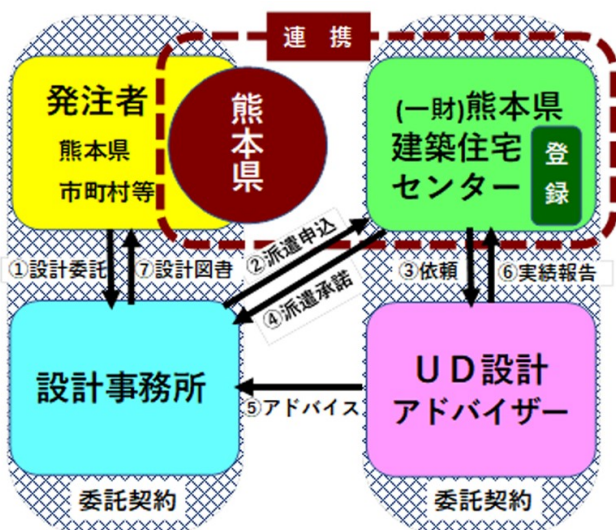 連 携
発注者
熊本県
市町村等
熊本県
(一財)熊本県
建築住宅
センター
登録
①設計委託
⑦設計図書
②派遣申込
④派遣承諾
③依頼
⑥実績報告
設計事務所
⑤アドバイス
UD設計
アドバイザー
委託契約
委託契約